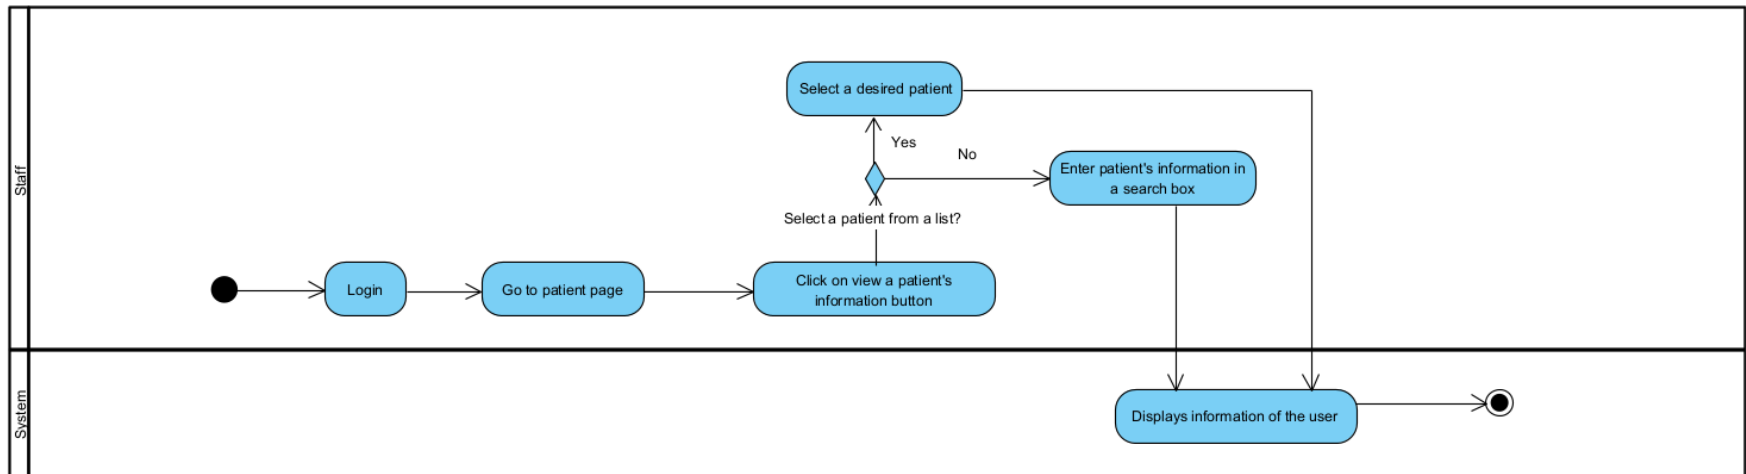 Staff
Select a desired patient
Yes
No
Enter patient's information in
a search box
Select a patient from a list?
Login
Go to patient page
Click on view a patient's
information button
System
Displays information of the user